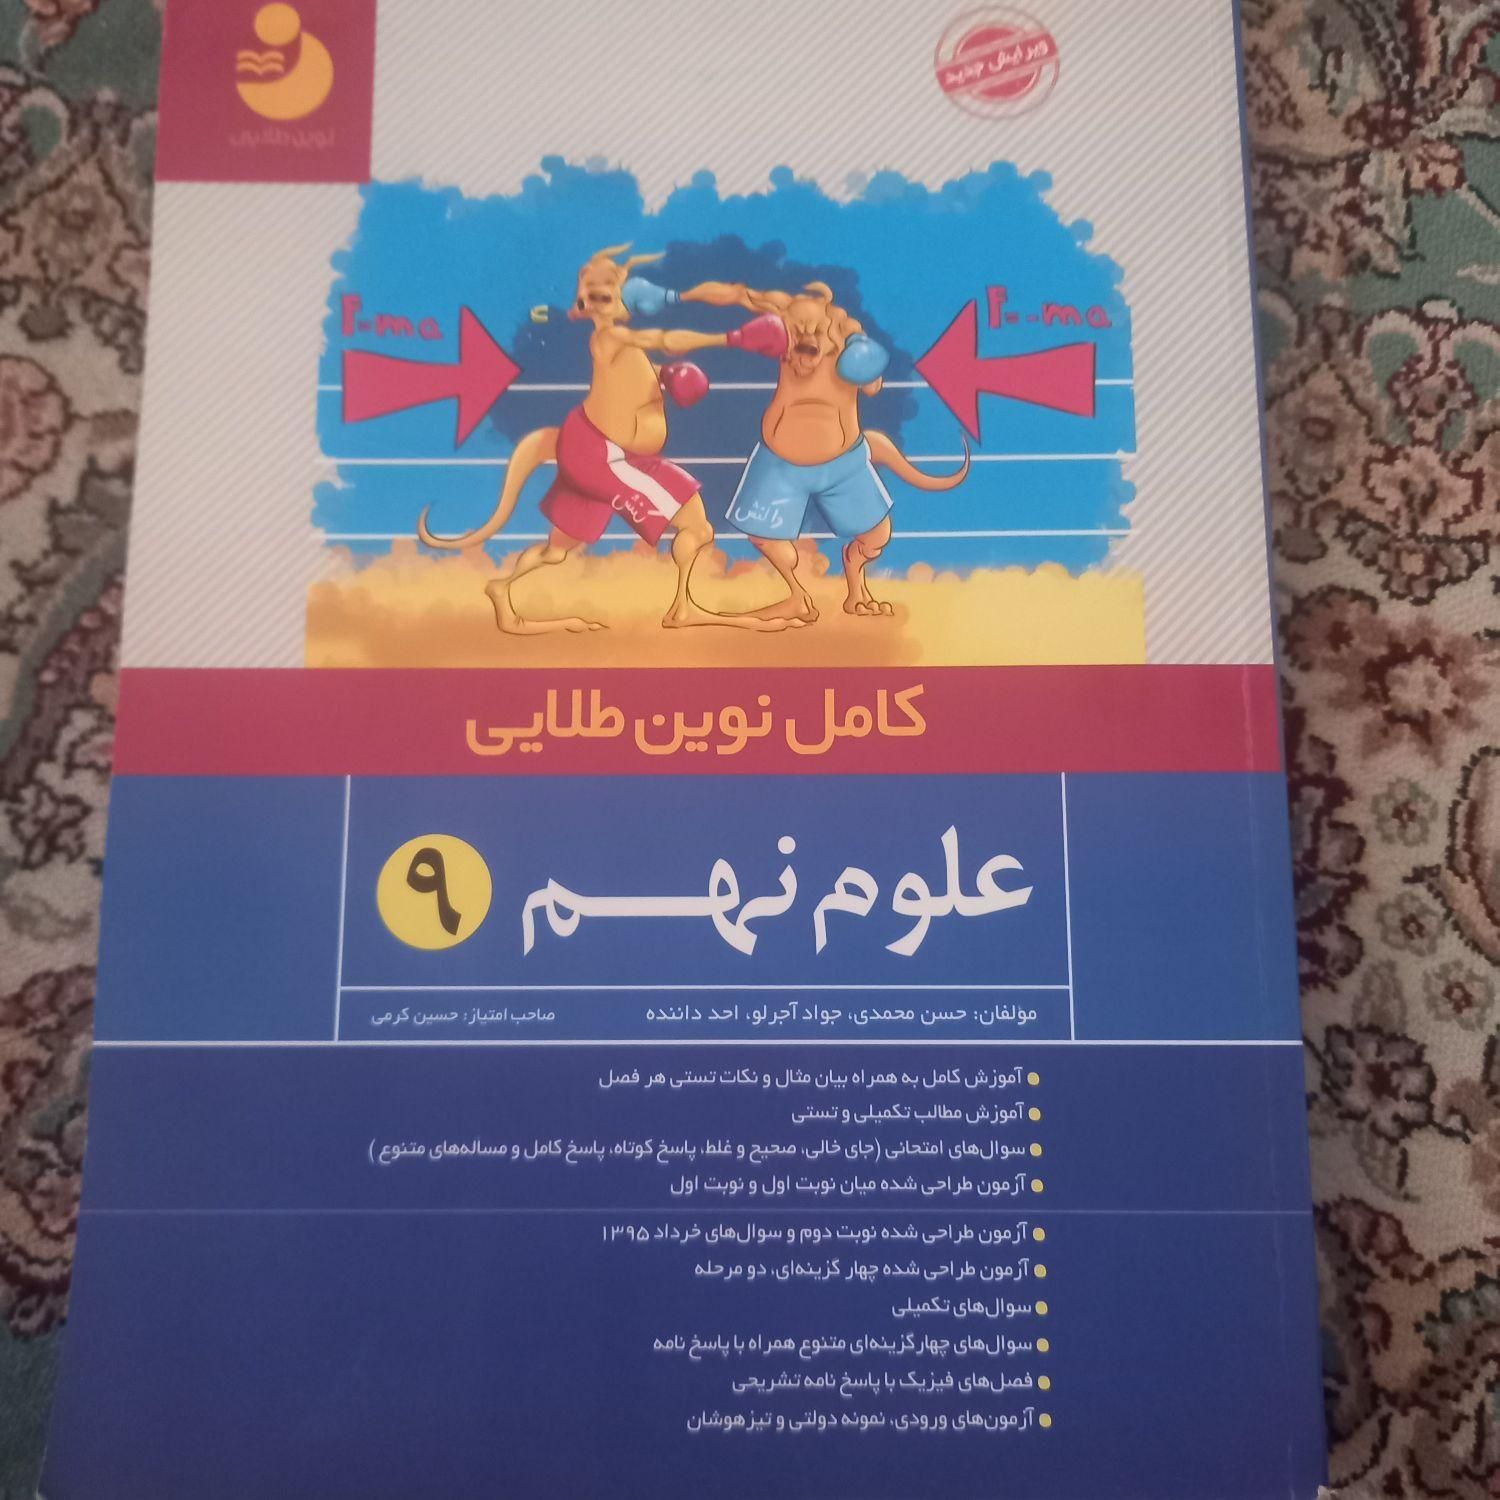 نوین طلایی
ویرایش جدید
F=ma
F=-ma
کنش
واکنش
کامل نوین طلایی
علوم نهم ۹
مؤلفان: حسن محمدی، جواد آجرلو، احد داننده
صاحب امتیاز: حسین کرمی
آموزش کامل به همراه بیان مثال و نکات تستی هر فصل
آموزش مطالب تکمیلی و تستی
سوال‌های امتحانی (جای خالی، صحیح و غلط، پاسخ کوتاه، پاسخ کامل و مساله‌های متنوع)
آزمون طراحی شده میان نوبت اول و نوبت اول
آزمون طراحی شده نوبت دوم و سوال‌های خرداد ۱۳۹۵
آزمون طراحی شده چهار گزینه‌ای، دو مرحله
سوال‌های تکمیلی
سوال‌های چهارگزینه‌ای متنوع همراه با پاسخ نامه
فصل‌های فیزیک با پاسخ نامه تشریحی
آزمون‌های ورودی، نمونه دولتی و تیزهوشان